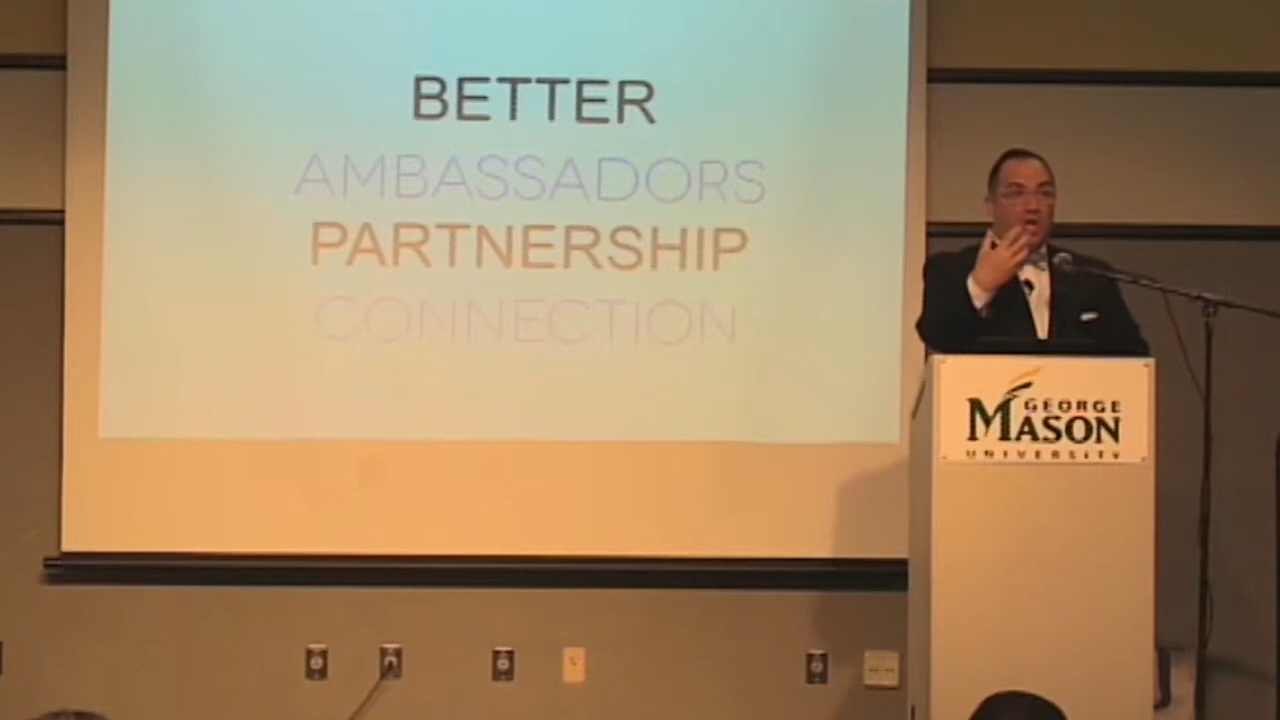 BETTER
AMBASSADORS
PARTNERSHIP
CONNECTION
GEORGE
MASON
UNIVERSITY